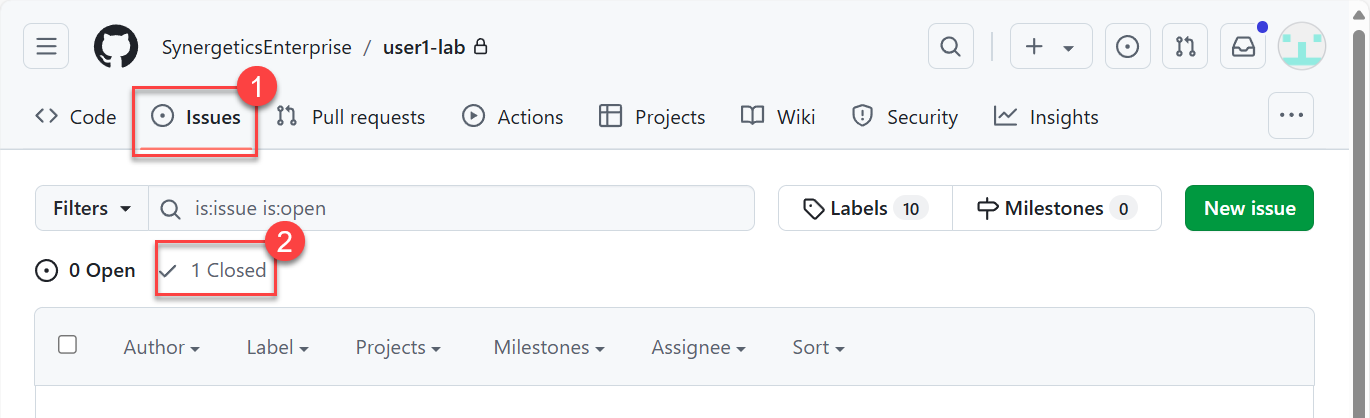 SynergeticsEnterprise / user1-lab
1
Code Issues Pull requests Actions Projects Wiki Security Insights
Filters is:issue is:open Labels 10 Milestones 0 New issue
2
0 Open 1 Closed
Author Label Projects Milestones Assignee Sort